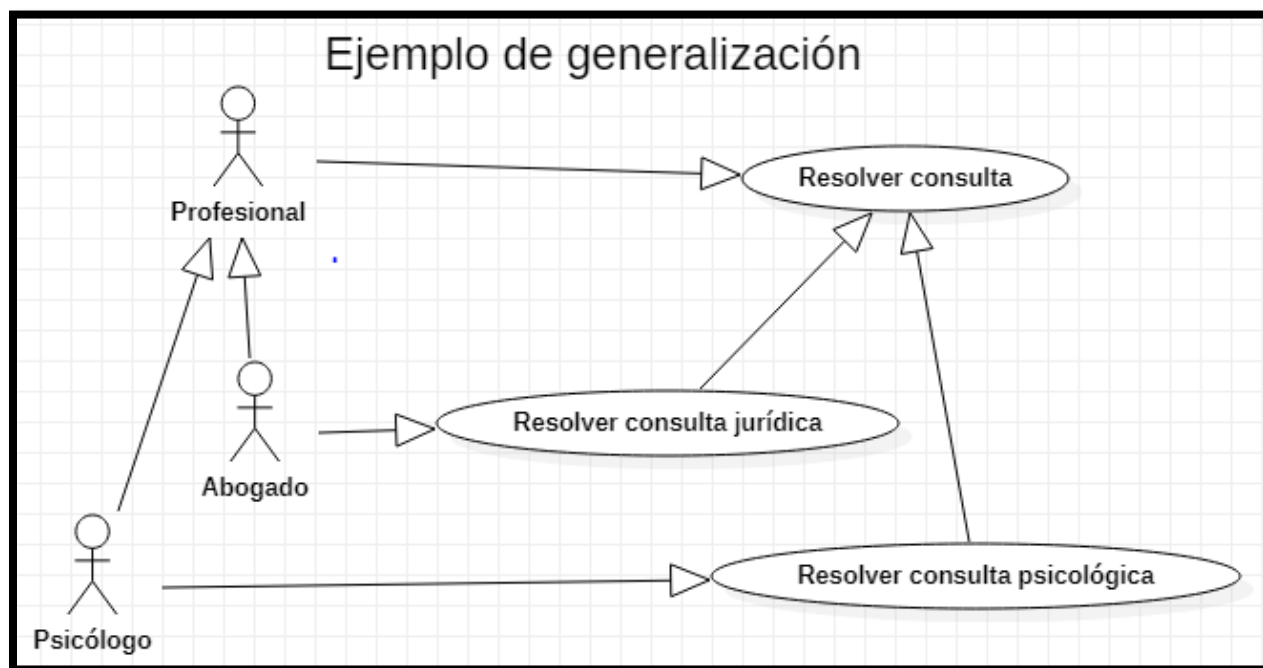 Ejemplo de generalización
Profesional
Resolver consulta
Abogado
Resolver consulta jurídica
Psicólogo
Resolver consulta psicológica